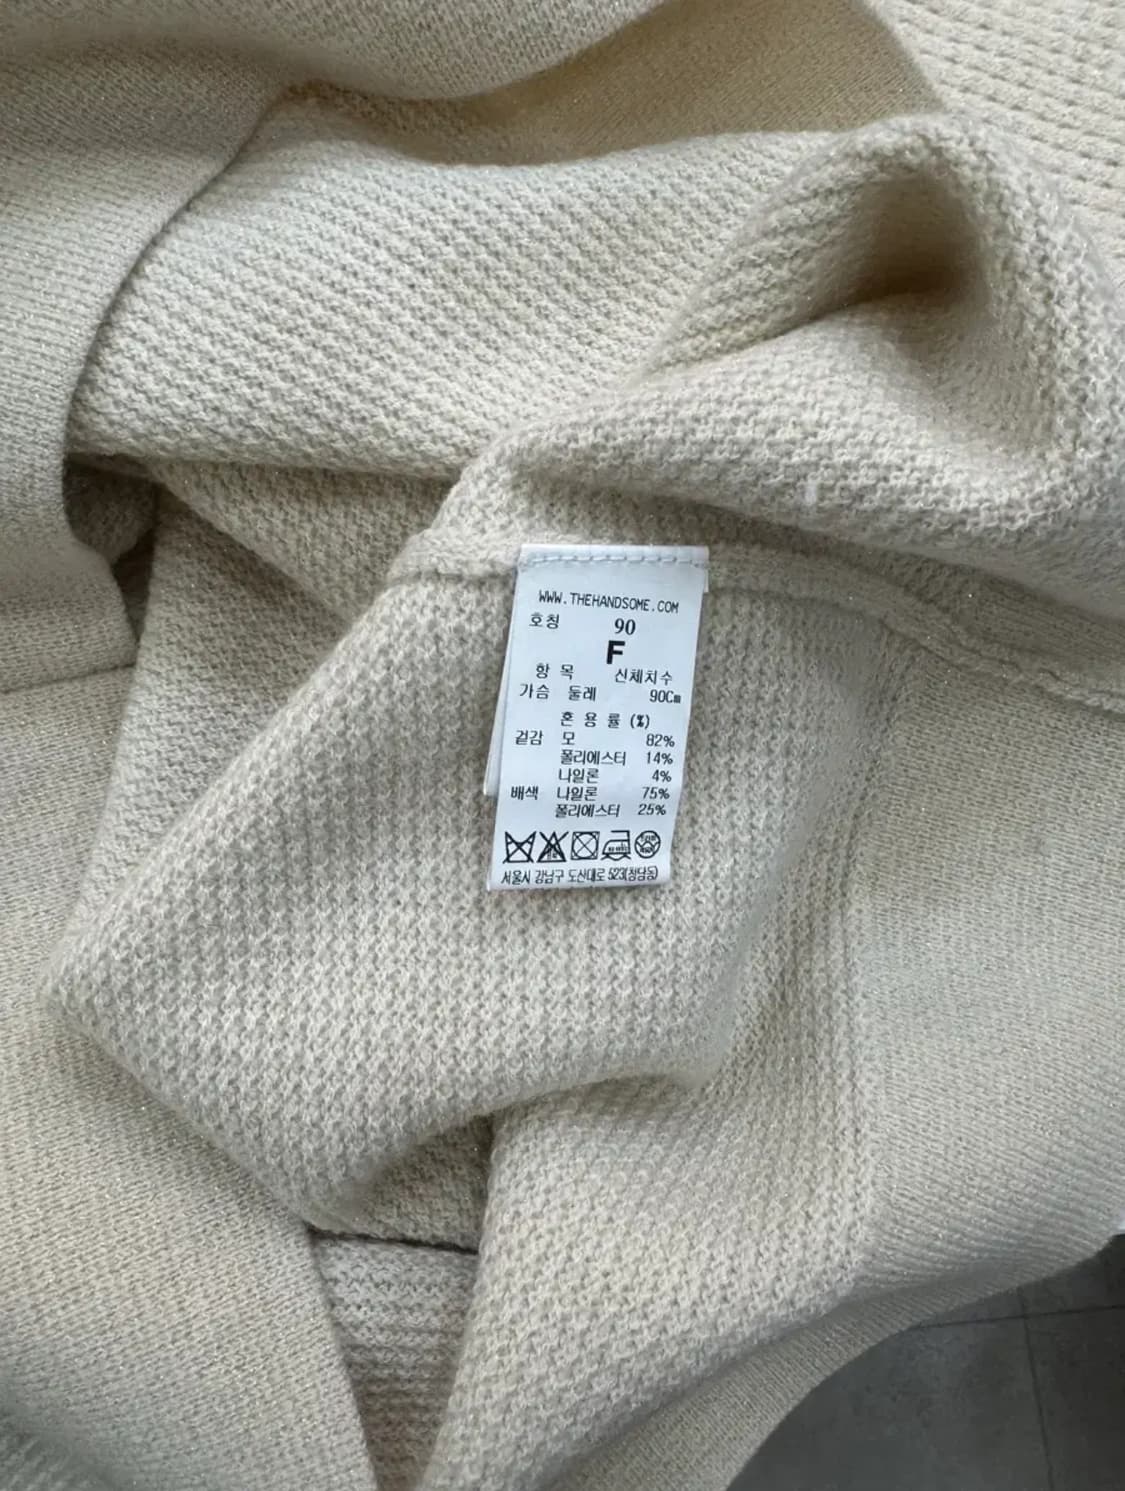 WWW.THEHANDSOME.COM
호칭 90
F
항 목 신체치수
가슴 둘레 90Cm
혼 용 률 (%)
겉감 모 82%
폴리에스터 14%
나일론 4%
배색 나일론 75%
폴리에스터 25%
서울시 강남구 도산대로 523(청담동)